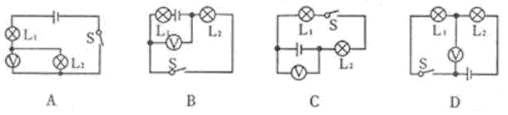 L₁ S V L₂
L₁ L₂ V S
L₁ S V L₂
L₁ L₂ S V
A B C D